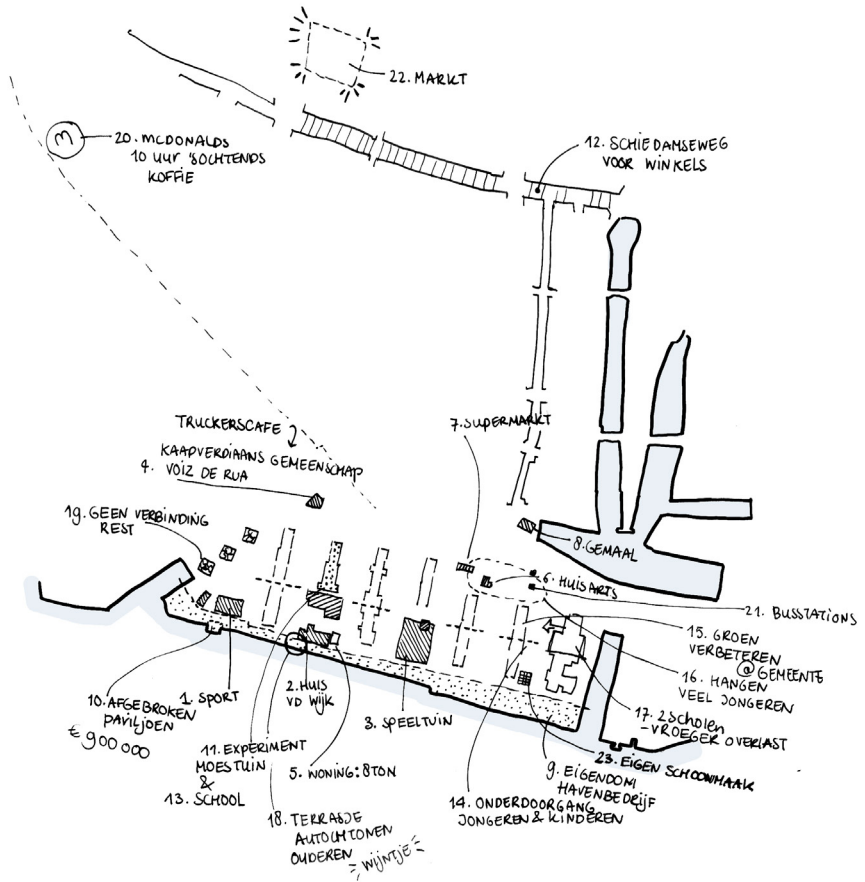 22. MARKT
20. MCDONALDS
10 UUR 'SOCHTENDS
KOFFIE
12. SCHIEDAMSEWEG
VOOR WINKELS
7. SUPERMARKT
TRUCKERSCAFE
KAAPVERDIAANS GEMEENSCHAP
4. VOIZ DE RUA
19. GEEN VERBINDING
REST
8. GEMAAL
6. HUISARTS
21. BUSSTATIONS
15. GROEN
VERBETEREN
@GEMEENTE
16. HANGEN
VEEL JONGEREN
17. 2 SCHOLEN
-VROEGER OVERLAST
23. EIGEN SCHOONMAAK
10. AFGEBROKEN
PAVILJOEN
€ 900 000
1. SPORT
2. HUIS
VD WIJK
3. SPEELTUIN
11. EXPERIMENT
MOESTUIN
&
13. SCHOOL
5. WONING: 8TON
9. EIGENDOM
HAVENBEDRIJF
14. ONDERDOORGANG
JONGEREN & KINDEREN
18. TERRASJE
AUTOCHTONEN
OUDEREN
WIJNTJE